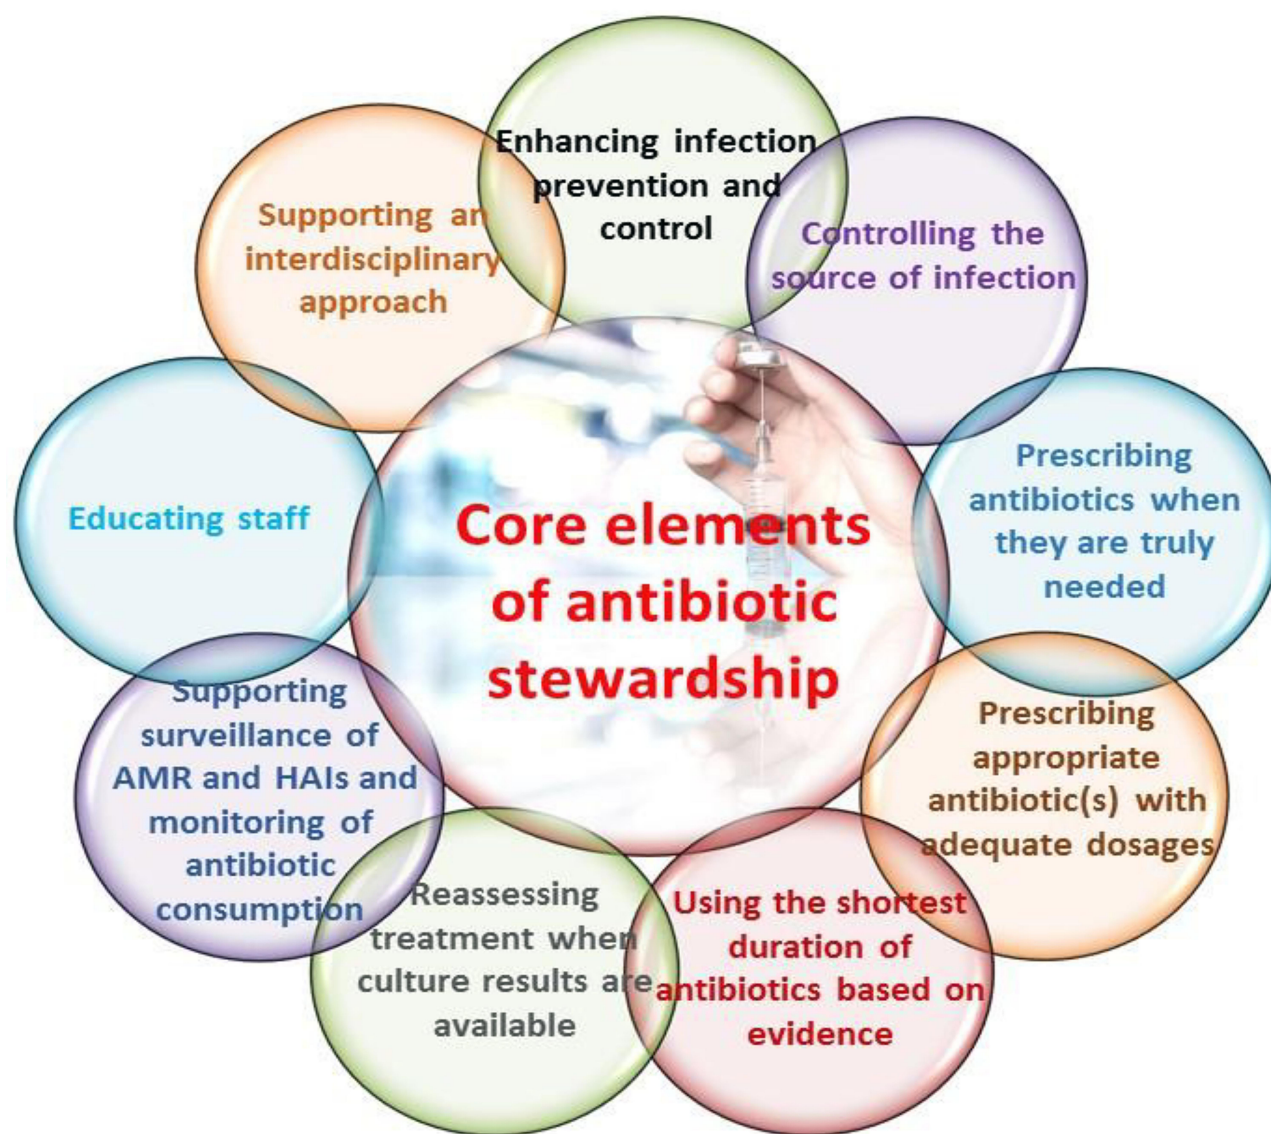 Enhancing infection
prevention and
control
Controlling the
source of infection
Prescribing
antibiotics when
they are truly
needed
Prescribing
appropriate
antibiotic(s) with
adequate dosages
Using the shortest
duration of
antibiotics based on
evidence
Reassessing
treatment when
culture results are
available
Supporting
surveillance of
AMR and HAIs and
monitoring of
antibiotic
consumption
Educating staff
Supporting an
interdisciplinary
approach
Core elements
of antibiotic
stewardship